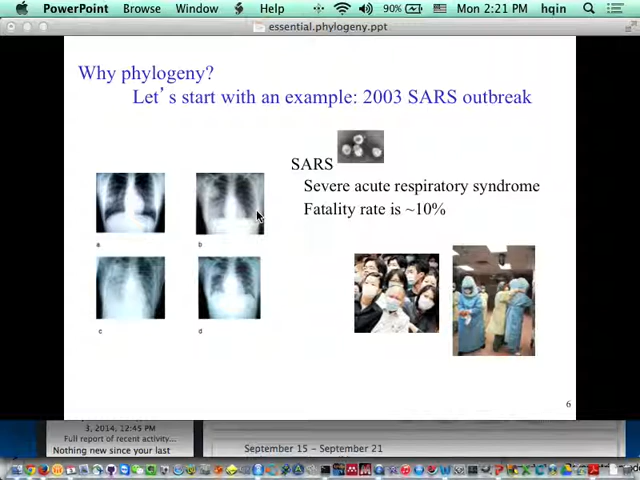 PowerPoint Browse Window Help 90% Mon 2:21 PM hqin
essential.phylogeny.ppt
Why phylogeny?
Let's start with an example: 2003 SARS outbreak
SARS
Severe acute respiratory syndrome
Fatality rate is ~10%
a
b
c
d
6
3, 2014, 12:45 PM
Full report of recent activity...
Nothing new since your last
September 15 – September 21